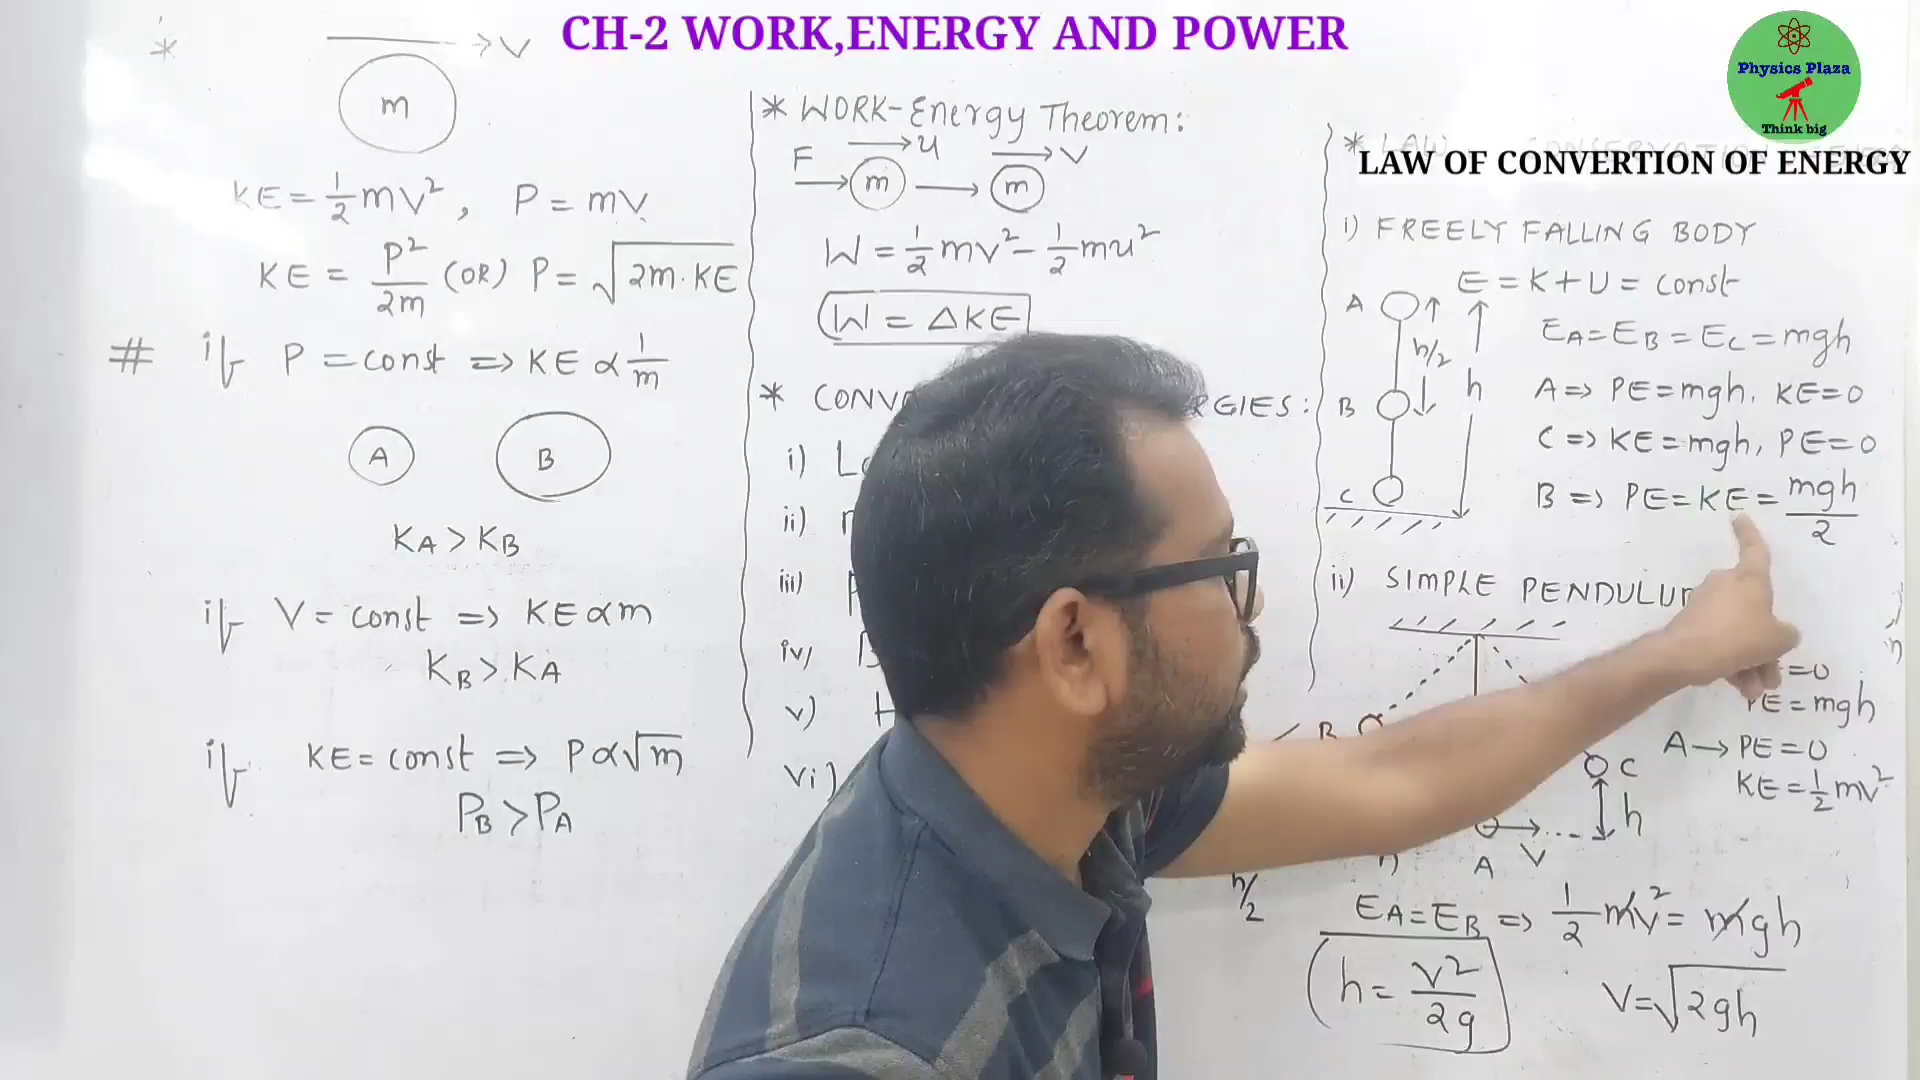 CH-2 WORK,ENERGY AND POWER
Physics Plaza
Think big
* → V
m
KE = 1/2 mv², P = mv
KE = P²/2m (OR) P = √2m·KE
# if P = const => KE ∝ 1/m
A B
KA > KB
if V = const => KE ∝ m
KB > KA
if KE = const => P ∝ √m
PB > PA
* WORK-Energy Theorem:
F → m → u → m → V
W = 1/2 mv² - 1/2 mu²
W = ΔKE
* CONV RGIES:
i) L
ii)
iii)
iv)
v) H
vi)
* LAW
LAW OF CONVERTION OF ENERGY
i) FREELY FALLING BODY
E = K + U = const
EA = EB = EC = mgh
A => PE = mgh, KE = 0
C => KE = mgh, PE = 0
B => PE = KE = mgh/2
A
h/2
h
B
C
ii) SIMPLE PENDULU
= 0
PE = mgh
A → PE = 0
KE = 1/2 mv²
B
C
h
A V
h/2
EA = EB => 1/2 mv² = mgh
h = v²/2g
V = √2gh